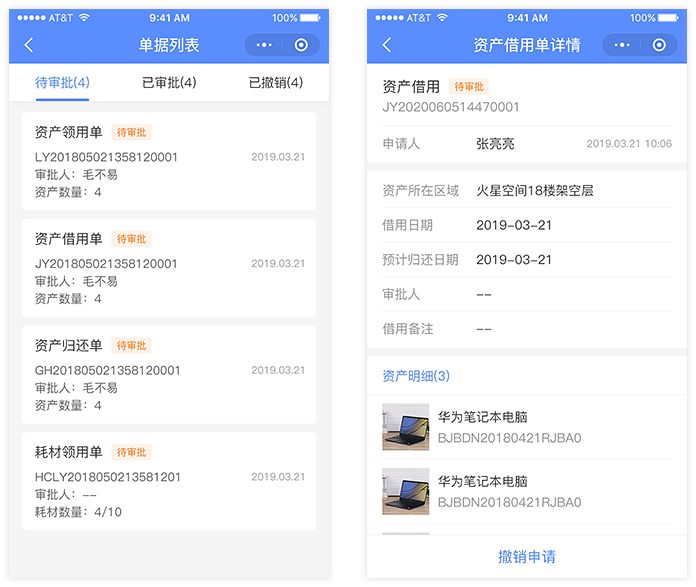 AT&T 9:41 AM 100%
单据列表
待审批(4) 已审批(4) 已撤销(4)
资产领用单 待审批
LY201805021358120001 2019.03.21
审批人：毛不易
资产数量：4
资产借用单 待审批
JY201805021358120001 2019.03.21
审批人：毛不易
资产数量：4
资产归还单 待审批
GH201805021358120001 2019.03.21
审批人：毛不易
资产数量：4
耗材领用单 待审批
HCLY2018050213581201 2019.03.21
审批人：--
耗材数量：4/10
AT&T 9:41 AM 100%
资产借用单详情
资产借用 待审批
JY2020060514470001
申请人 张亮亮 2019.03.21 10:06
资产所在区域 火星空间18楼架空层
借用日期 2019-03-21
预计归还日期 2019-03-21
审批人 --
借用备注 --
资产明细(3)
华为笔记本电脑
BJBDN20180421RJBA0
华为笔记本电脑
BJBDN20180421RJBA0
撤销申请